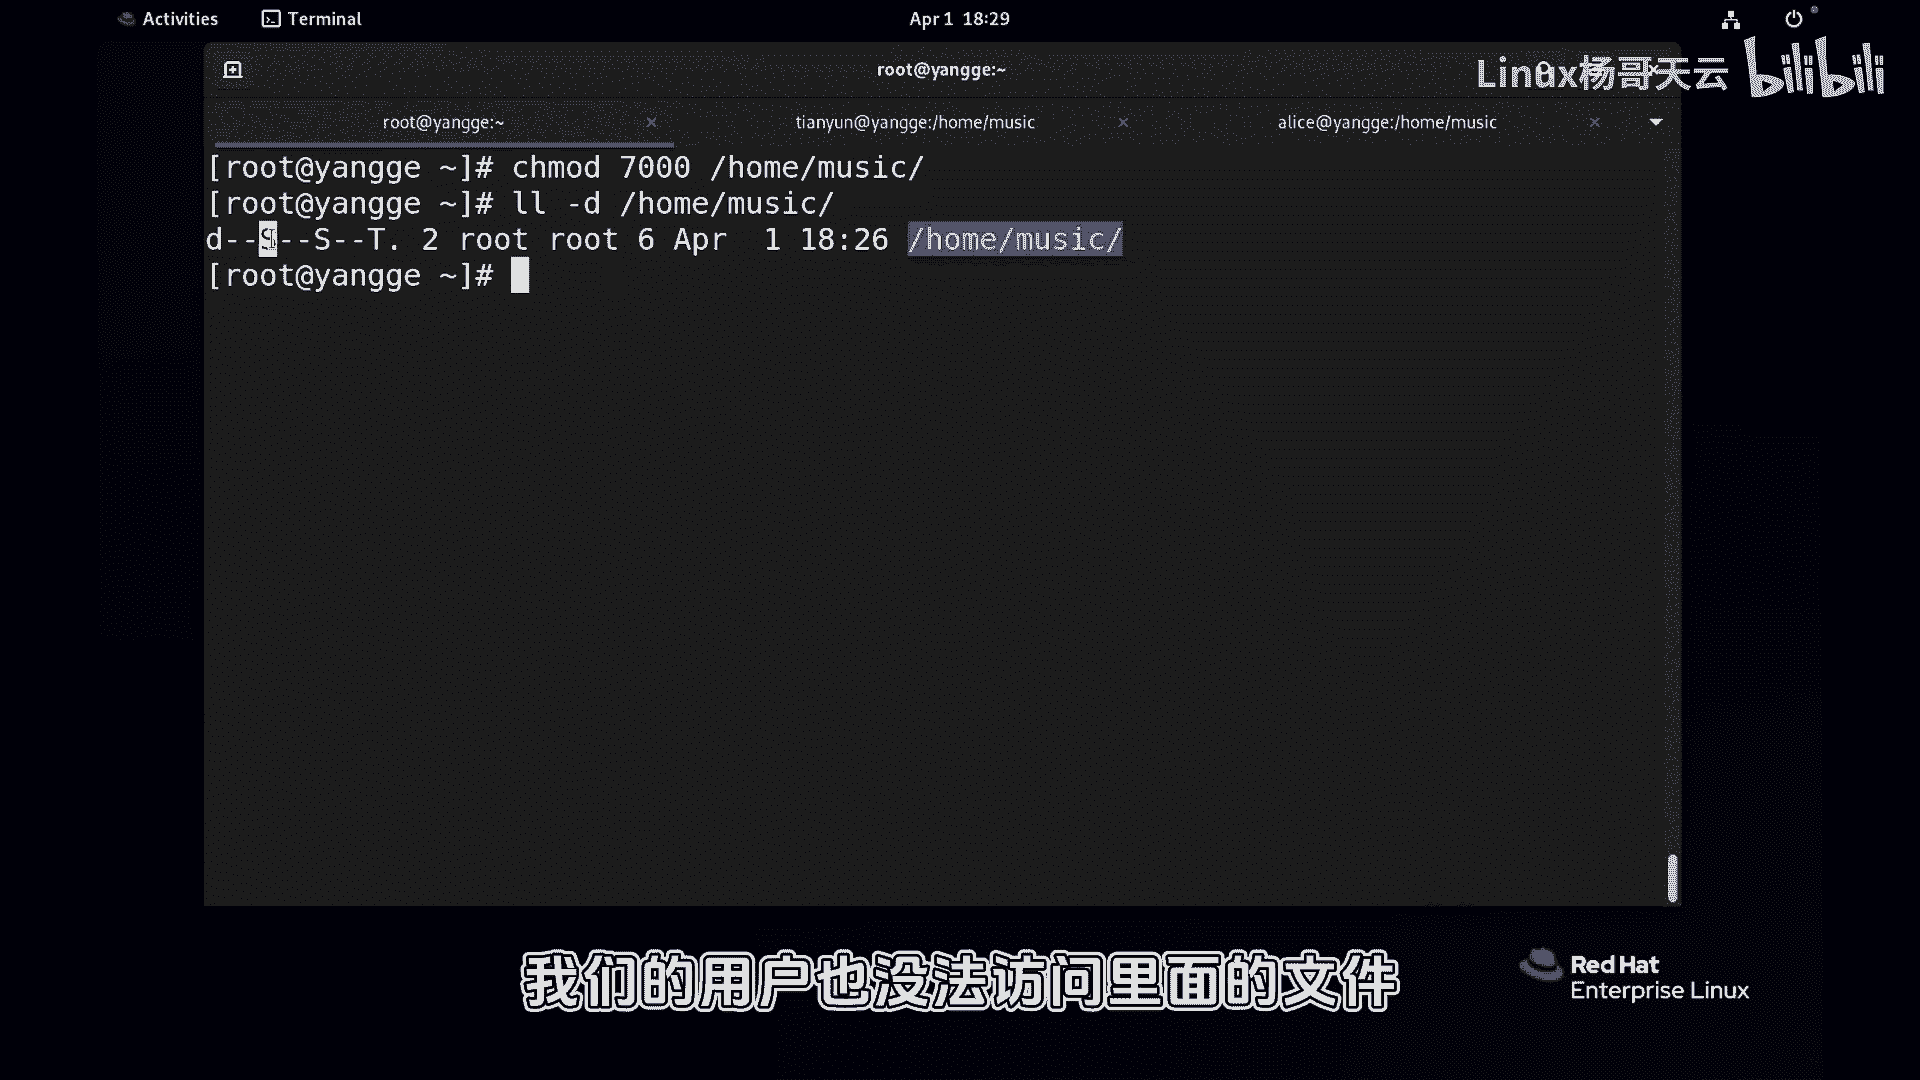 Activities Terminal Apr 1 18:29
root@yangge:~
Linux杨哥天云 bilibili
root@yangge:~ tianyun@yangge:/home/music alice@yangge:/home/music
[root@yangge ~]# chmod 7000 /home/music/
[root@yangge ~]# ll -d /home/music/
d--S--S--T. 2 root root 6 Apr  1 18:26 /home/music/
[root@yangge ~]#
我们的用户也没法访问里面的文件
Red Hat
Enterprise Linux